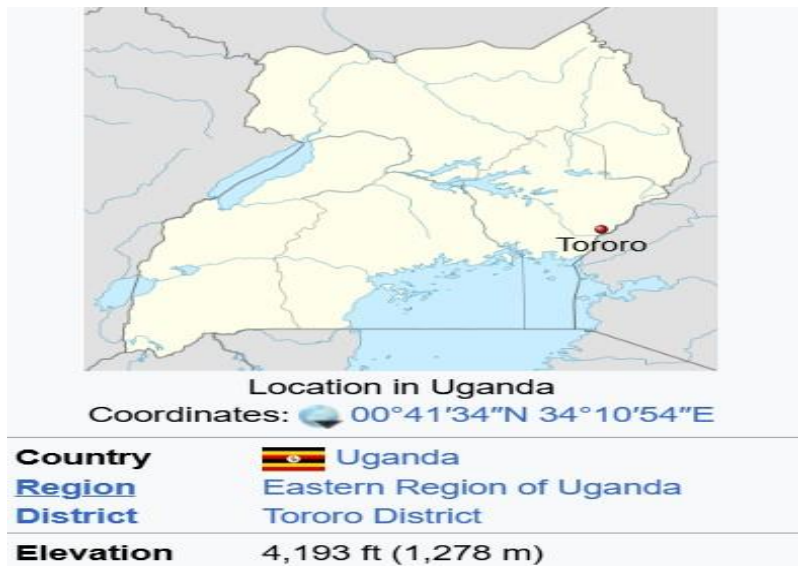 Tororo
Location in Uganda
Coordinates: 00°41′34″N 34°10′54″E
Country Uganda
Region Eastern Region of Uganda
District Tororo District
Elevation 4,193 ft (1,278 m)